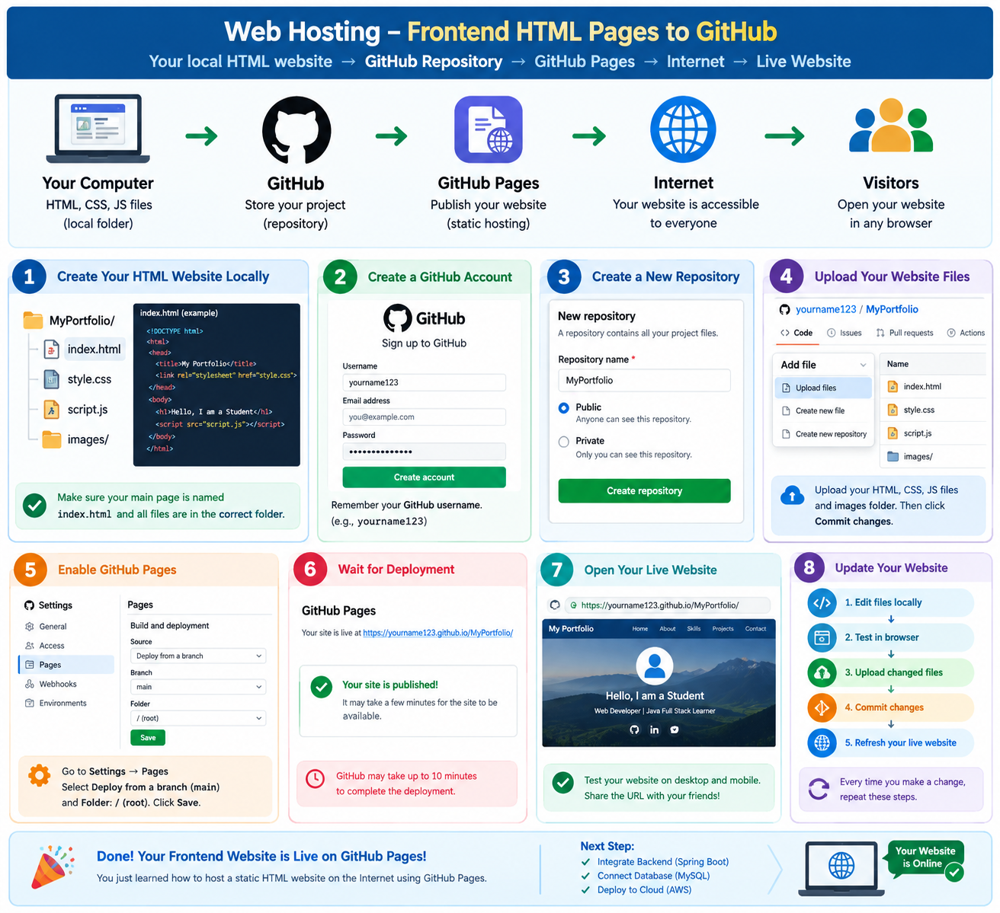 Web Hosting – Frontend HTML Pages to GitHub
Your local HTML website → GitHub Repository → GitHub Pages → Internet → Live Website
Your Computer
HTML, CSS, JS files
(local folder)
GitHub
Store your project
(repository)
GitHub Pages
Publish your website
(static hosting)
Internet
Your website is accessible
to everyone
Visitors
Open your website
in any browser
1 Create Your HTML Website Locally
MyPortfolio/
index.html
style.css
script.js
images/
index.html (example)
<!DOCTYPE html>
<html>
<head>
<title>My Portfolio</title>
<link rel="stylesheet" href="style.css">
</head>
<body>
<h1>Hello, I am a Student</h1>
<script src="script.js"></script>
</body>
</html>
Make sure your main page is named
index.html and all files are in the correct folder.
2 Create a GitHub Account
GitHub
Sign up to GitHub
Username
yourname123
Email address
you@example.com
Password
••••••••••••••
Create account
Remember your GitHub username.
(e.g., yourname123)
3 Create a New Repository
New repository
A repository contains all your project files.
Repository name *
MyPortfolio
Public
Anyone can see this repository.
Private
Only you can see this repository.
Create repository
4 Upload Your Website Files
yourname123 / MyPortfolio
Code Issues Pull requests Actions
Add file
Upload files
Create new file
Create new repository
Name
index.html
style.css
script.js
images/
Upload your HTML, CSS, JS files
and images folder. Then click
Commit changes.
5 Enable GitHub Pages
Settings
General
Access
Pages
Webhooks
Environments
Pages
Build and deployment
Source
Deploy from a branch
Branch
main
Folder
/ (root)
Save
Go to Settings → Pages
Select Deploy from a branch (main)
and Folder: / (root). Click Save.
6 Wait for Deployment
GitHub Pages
Your site is live at https://yourname123.github.io/MyPortfolio/
Your site is published!
It may take a few minutes for the site to be
available.
GitHub may take up to 10 minutes
to complete the deployment.
7 Open Your Live Website
https://yourname123.github.io/MyPortfolio/
My Portfolio Home About Skills Projects Contact
Hello, I am a Student
Web Developer | Java Full Stack Learner
in
Test your website on desktop and mobile.
Share the URL with your friends!
8 Update Your Website
1. Edit files locally
2. Test in browser
3. Upload changed files
4. Commit changes
5. Refresh your live website
Every time you make a change,
repeat these steps.
Done! Your Frontend Website is Live on GitHub Pages!
You just learned how to host a static HTML website on the Internet using GitHub Pages.
Next Step:
Integrate Backend (Spring Boot)
Connect Database (MySQL)
Deploy to Cloud (AWS)
Your Website
is Online